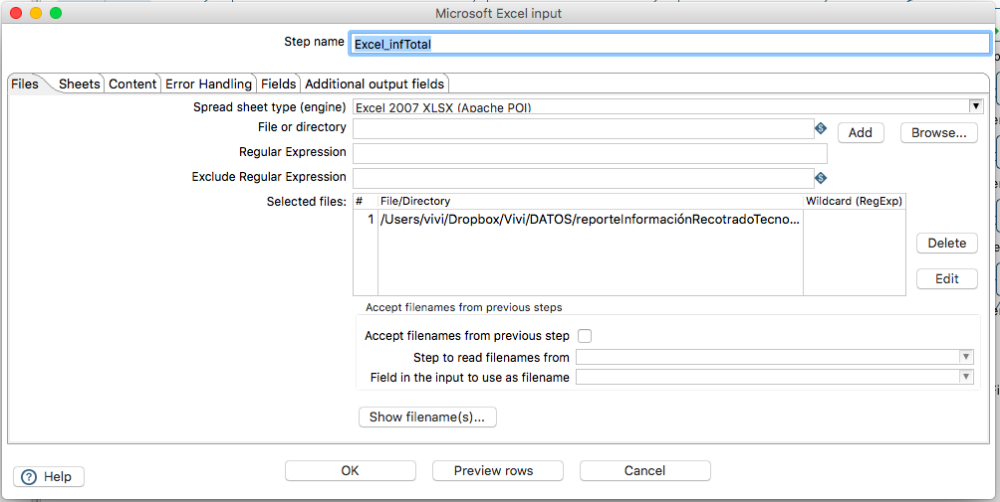 Microsoft Excel input
Step name Excel_infTotal
Files Sheets Content Error Handling Fields Additional output fields
Spread sheet type (engine) Excel 2007 XLSX (Apache POI)
File or directory Add Browse...
Regular Expression
Exclude Regular Expression
Selected files: # File/Directory Wildcard (RegExp)
1 /Users/vivi/Dropbox/Vivi/DATOS/reporteInformaciónRecotradoTecno...
Delete
Edit
Accept filenames from previous steps
Accept filenames from previous step
Step to read filenames from
Field in the input to use as filename
Show filename(s)...
Help OK Preview rows Cancel